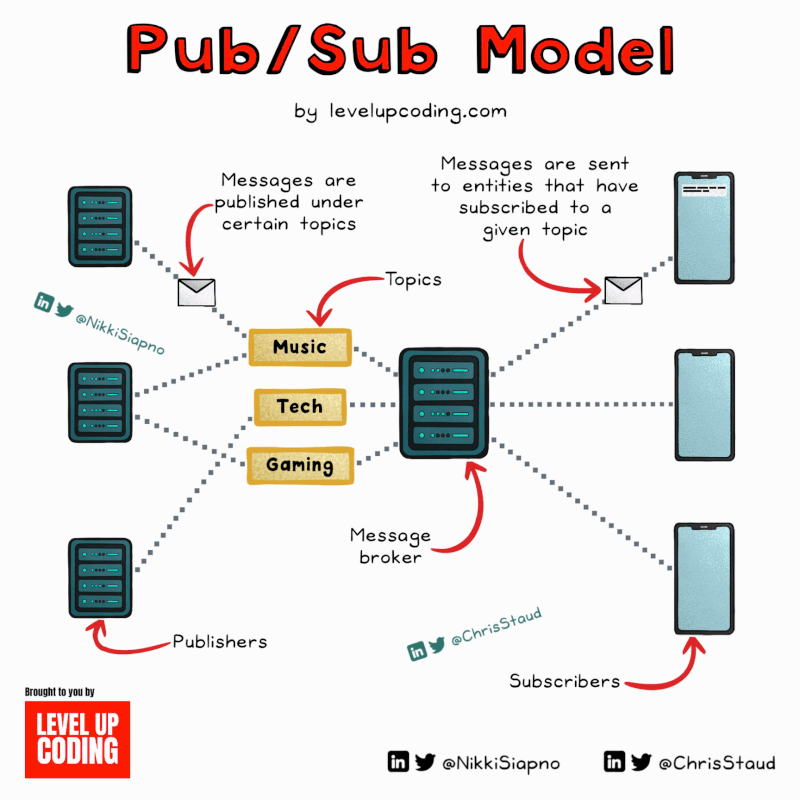 Pub/Sub Model
by levelupcoding.com
Messages are
published under
certain topics
Messages are sent
to entities that have
subscribed to a
given topic
Topics
@NikkiSiapno
Music
Tech
Gaming
Message
broker
Publishers
@ChrisStaud
Subscribers
Brought to you by
LEVEL UP
CODING
@NikkiSiapno
@ChrisStaud